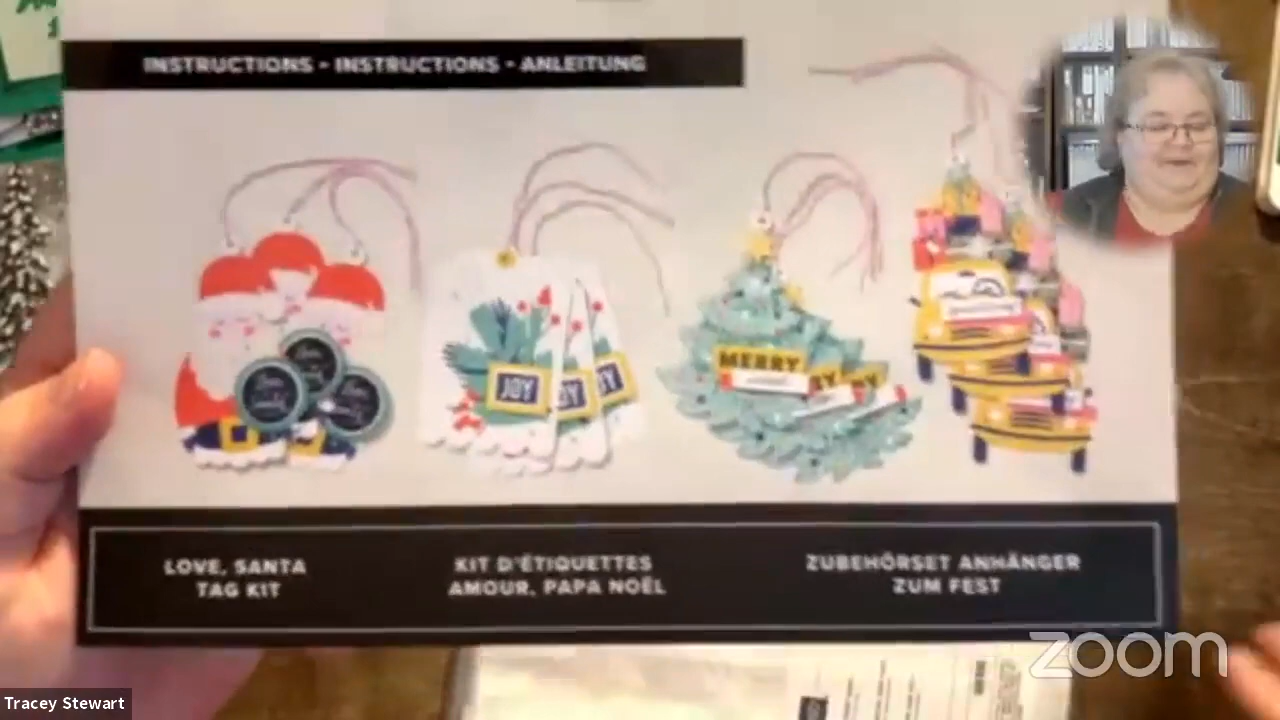 INSTRUCTIONS - INSTRUCTIONS - ANLEITUNG
JOY
MERRY
LOVE, SANTA
TAG KIT
KIT D'ÉTIQUETTES
AMOUR, PAPA NOËL
ZUBEHÖRSET ANHÄNGER
ZUM FEST
zoom
Tracey Stewart